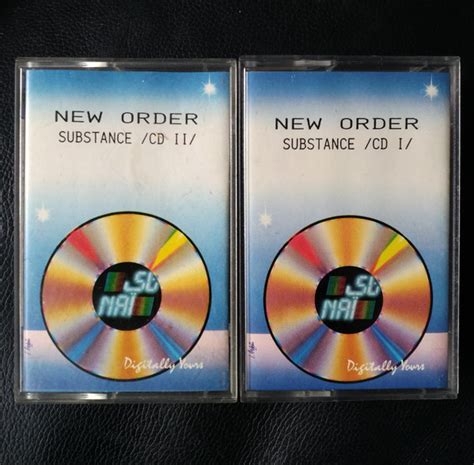 NEW ORDER
SUBSTANCE /CD II/
Digitally Yours
NEW ORDER
SUBSTANCE /CD I/
Digitally Yours